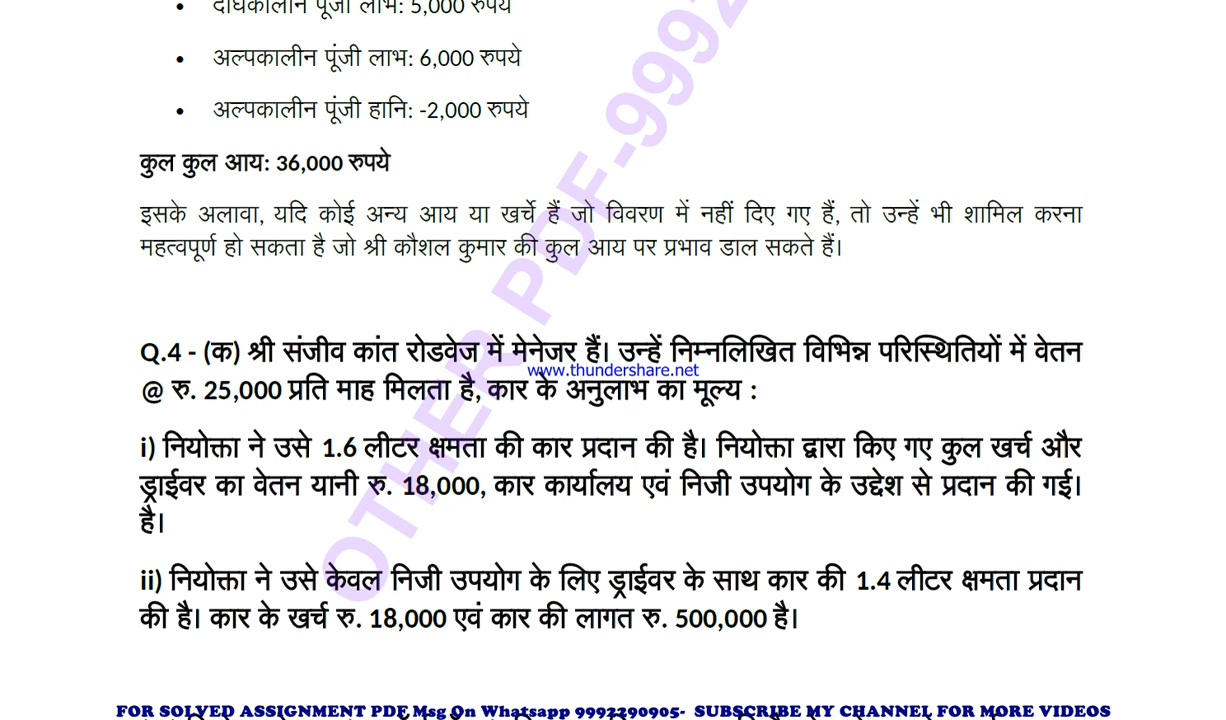 दीर्घकालीन पूंजी लाभ: 5,000 रुपये
• अल्पकालीन पूंजी लाभ: 6,000 रुपये
• अल्पकालीन पूंजी हानि: -2,000 रुपये
कुल कुल आय: 36,000 रुपये
इसके अलावा, यदि कोई अन्य आय या खर्चे हैं जो विवरण में नहीं दिए गए हैं, तो उन्हें भी शामिल करना
महत्वपूर्ण हो सकता है जो श्री कौशल कुमार की कुल आय पर प्रभाव डाल सकते हैं।
Q.4 - (क) श्री संजीव कांत रोडवेज में मेनेजर हैं। उन्हें निम्नलिखित विभिन्न परिस्थितियों में वेतन
www.thundershare.net
@ रु. 25,000 प्रति माह मिलता है, कार के अनुलाभ का मूल्य :
i) नियोक्ता ने उसे 1.6 लीटर क्षमता की कार प्रदान की है। नियोक्ता द्वारा किए गए कुल खर्च और
ड्राईवर का वेतन यानी रु. 18,000, कार कार्यालय एवं निजी उपयोग के उद्देश से प्रदान की गई।
है।
ii) नियोक्ता ने उसे केवल निजी उपयोग के लिए ड्राईवर के साथ कार की 1.4 लीटर क्षमता प्रदान
की है। कार के खर्च रु. 18,000 एवं कार की लागत रु. 500,000 है।
OTHER PDF-9992
FOR SOLVED ASSIGNMENT PDF Msg On Whatsapp 9992290905- SUBSCRIBE MY CHANNEL FOR MORE VIDEOS